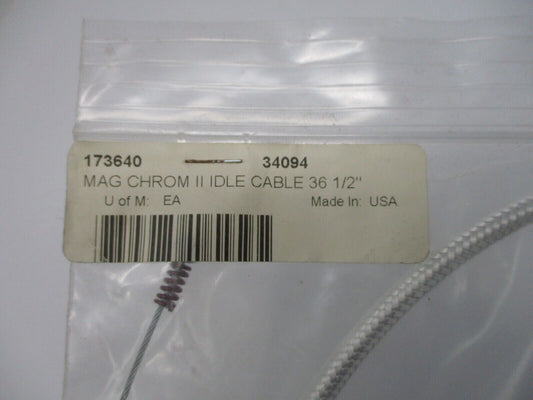 173640 34094
MAG CHROM II IDLE CABLE 36 1/2"
U of M: EA Made In: USA